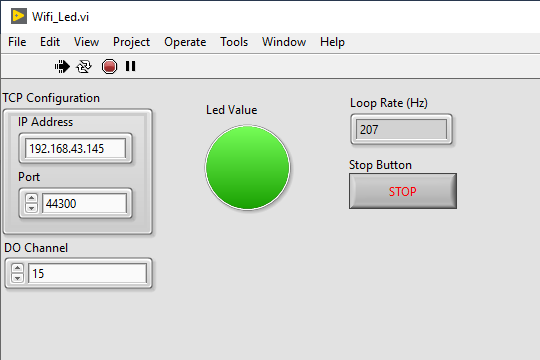 Wifi_Led.vi
File Edit View Project Operate Tools Window Help
TCP Configuration
IP Address
192.168.43.145
Port
44300
DO Channel
15
Led Value
Loop Rate (Hz)
207
Stop Button
STOP